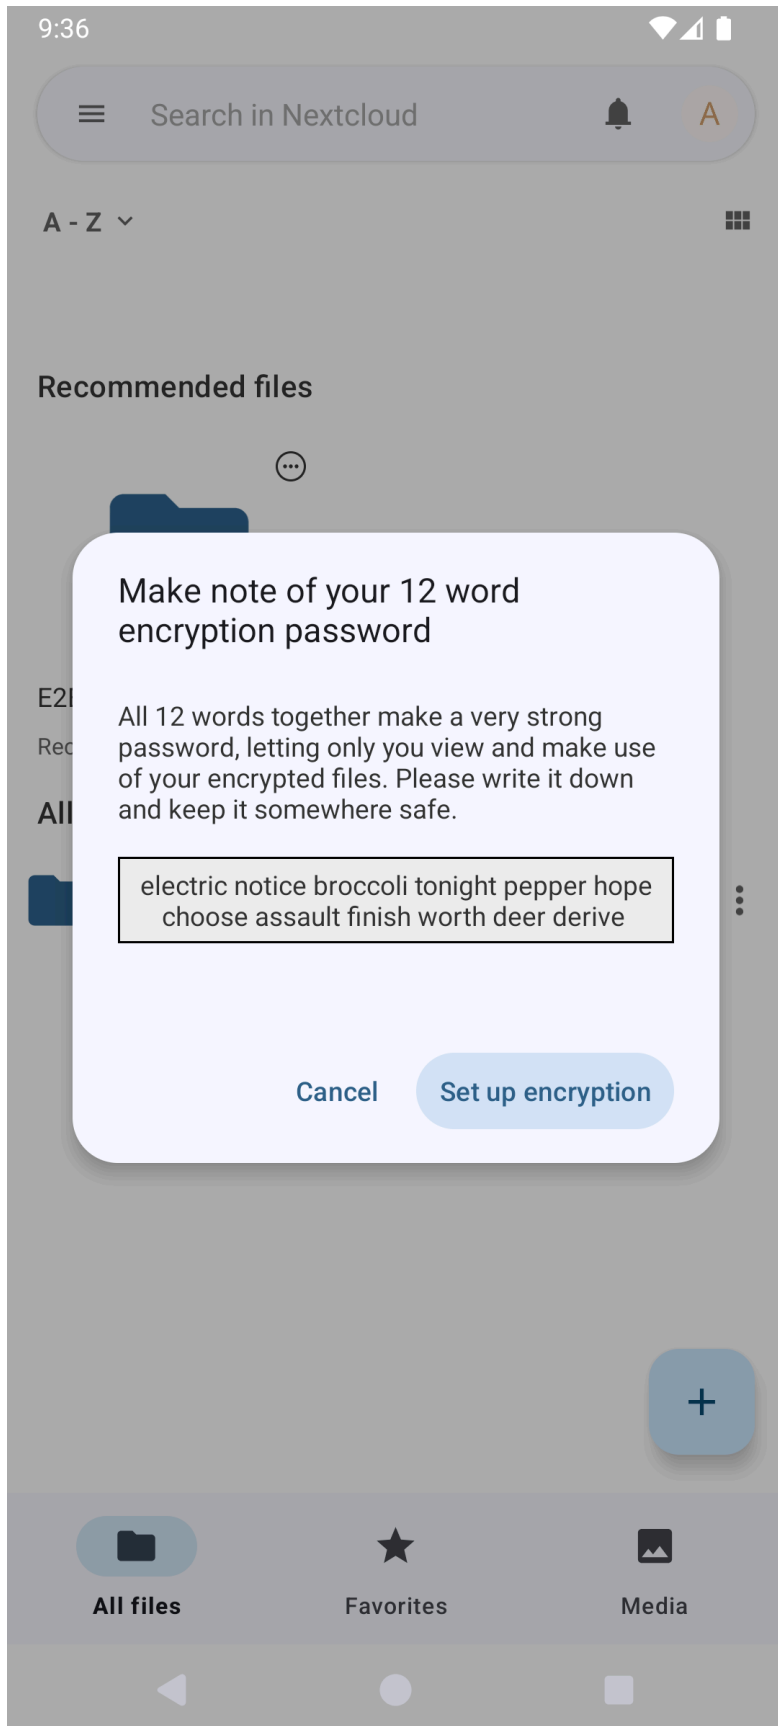 9:36
Search in Nextcloud
A
A - Z
Recommended files
Make note of your 12 word
encryption password
All 12 words together make a very strong
password, letting only you view and make use
of your encrypted files. Please write it down
and keep it somewhere safe.
electric notice broccoli tonight pepper hope
choose assault finish worth deer derive
Cancel
Set up encryption
All
All files
Favorites
Media